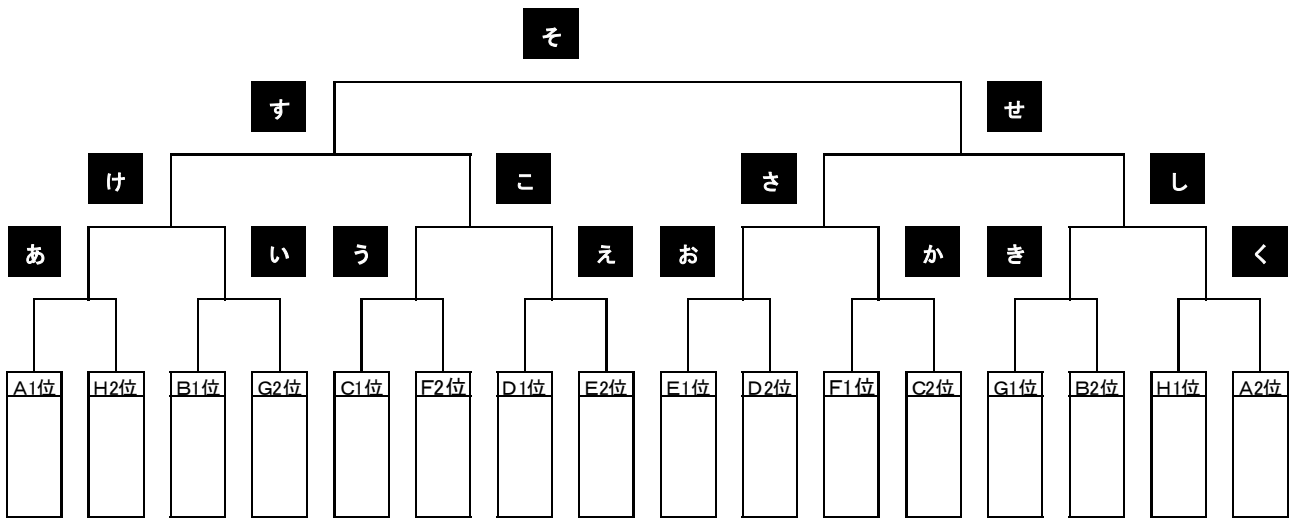 そ
す せ
け こ さ し
あ い う え お か き く
A1位 H2位 B1位 G2位 C1位 F2位 D1位 E2位 E1位 D2位 F1位 C2位 G1位 B2位 H1位 A2位